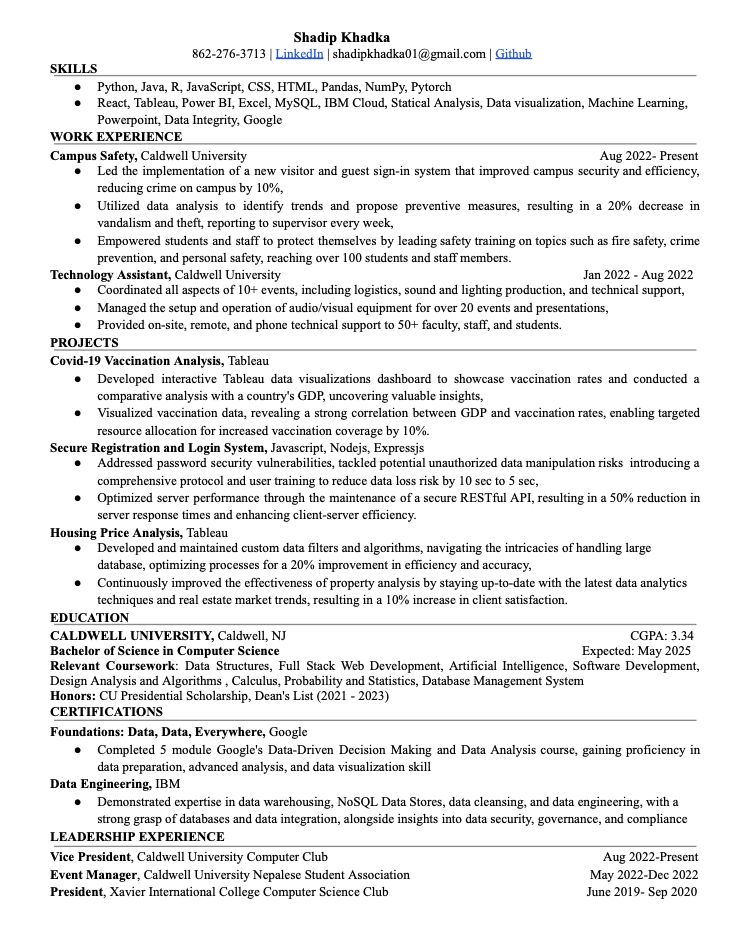 Shadip Khadka
862-276-3713 | LinkedIn | shadipkhadka01@gmail.com | Github
SKILLS
● Python, Java, R, JavaScript, CSS, HTML, Pandas, NumPy, Pytorch
● React, Tableau, Power BI, Excel, MySQL, IBM Cloud, Statical Analysis, Data visualization, Machine Learning,
Powerpoint, Data Integrity, Google
WORK EXPERIENCE
Campus Safety, Caldwell University Aug 2022- Present
● Led the implementation of a new visitor and guest sign-in system that improved campus security and efficiency,
reducing crime on campus by 10%,
● Utilized data analysis to identify trends and propose preventive measures, resulting in a 20% decrease in
vandalism and theft, reporting to supervisor every week,
● Empowered students and staff to protect themselves by leading safety training on topics such as fire safety, crime
prevention, and personal safety, reaching over 100 students and staff members.
Technology Assistant, Caldwell University Jan 2022 - Aug 2022
● Coordinated all aspects of 10+ events, including logistics, sound and lighting production, and technical support,
● Managed the setup and operation of audio/visual equipment for over 20 events and presentations,
● Provided on-site, remote, and phone technical support to 50+ faculty, staff, and students.
PROJECTS
Covid-19 Vaccination Analysis, Tableau
● Developed interactive Tableau data visualizations dashboard to showcase vaccination rates and conducted a
comparative analysis with a country's GDP, uncovering valuable insights,
● Visualized vaccination data, revealing a strong correlation between GDP and vaccination rates, enabling targeted
resource allocation for increased vaccination coverage by 10%.
Secure Registration and Login System, Javascript, Nodejs, Expressjs
● Addressed password security vulnerabilities, tackled potential unauthorized data manipulation risks introducing a
comprehensive protocol and user training to reduce data loss risk by 10 sec to 5 sec,
● Optimized server performance through the maintenance of a secure RESTful API, resulting in a 50% reduction in
server response times and enhancing client-server efficiency.
Housing Price Analysis, Tableau
● Developed and maintained custom data filters and algorithms, navigating the intricacies of handling large
database, optimizing processes for a 20% improvement in efficiency and accuracy,
● Continuously improved the effectiveness of property analysis by staying up-to-date with the latest data analytics
techniques and real estate market trends, resulting in a 10% increase in client satisfaction.
EDUCATION
CALDWELL UNIVERSITY, Caldwell, NJ CGPA: 3.34
Bachelor of Science in Computer Science Expected: May 2025
Relevant Coursework: Data Structures, Full Stack Web Development, Artificial Intelligence, Software Development,
Design Analysis and Algorithms , Calculus, Probability and Statistics, Database Management System
Honors: CU Presidential Scholarship, Dean's List (2021 - 2023)
CERTIFICATIONS
Foundations: Data, Data, Everywhere, Google
● Completed 5 module Google's Data-Driven Decision Making and Data Analysis course, gaining proficiency in
data preparation, advanced analysis, and data visualization skill
Data Engineering, IBM
● Demonstrated expertise in data warehousing, NoSQL Data Stores, data cleansing, and data engineering, with a
strong grasp of databases and data integration, alongside insights into data security, governance, and compliance
LEADERSHIP EXPERIENCE
Vice President, Caldwell University Computer Club Aug 2022-Present
Event Manager, Caldwell University Nepalese Student Association May 2022-Dec 2022
President, Xavier International College Computer Science Club June 2019- Sep 2020